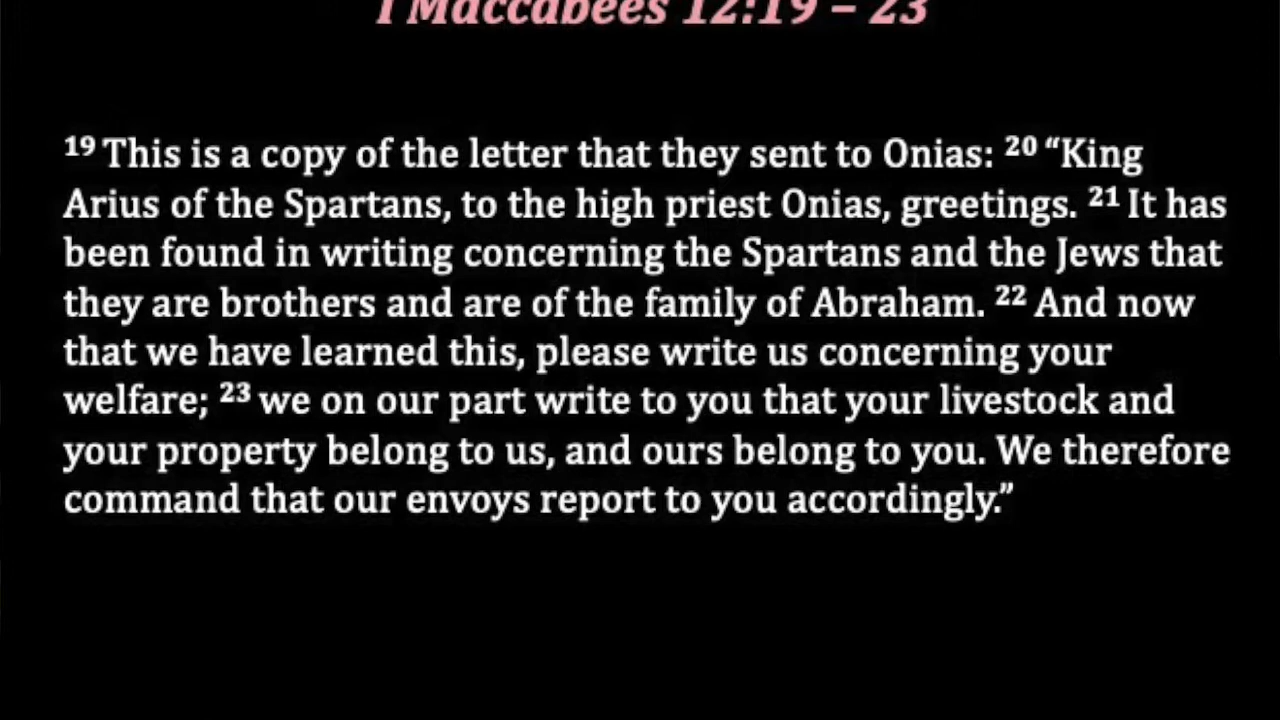 I Maccabees 12:19 – 23
¹⁹ This is a copy of the letter that they sent to Onias: ²⁰ “King
Arius of the Spartans, to the high priest Onias, greetings. ²¹ It has
been found in writing concerning the Spartans and the Jews that
they are brothers and are of the family of Abraham. ²² And now
that we have learned this, please write us concerning your
welfare; ²³ we on our part write to you that your livestock and
your property belong to us, and ours belong to you. We therefore
command that our envoys report to you accordingly.”